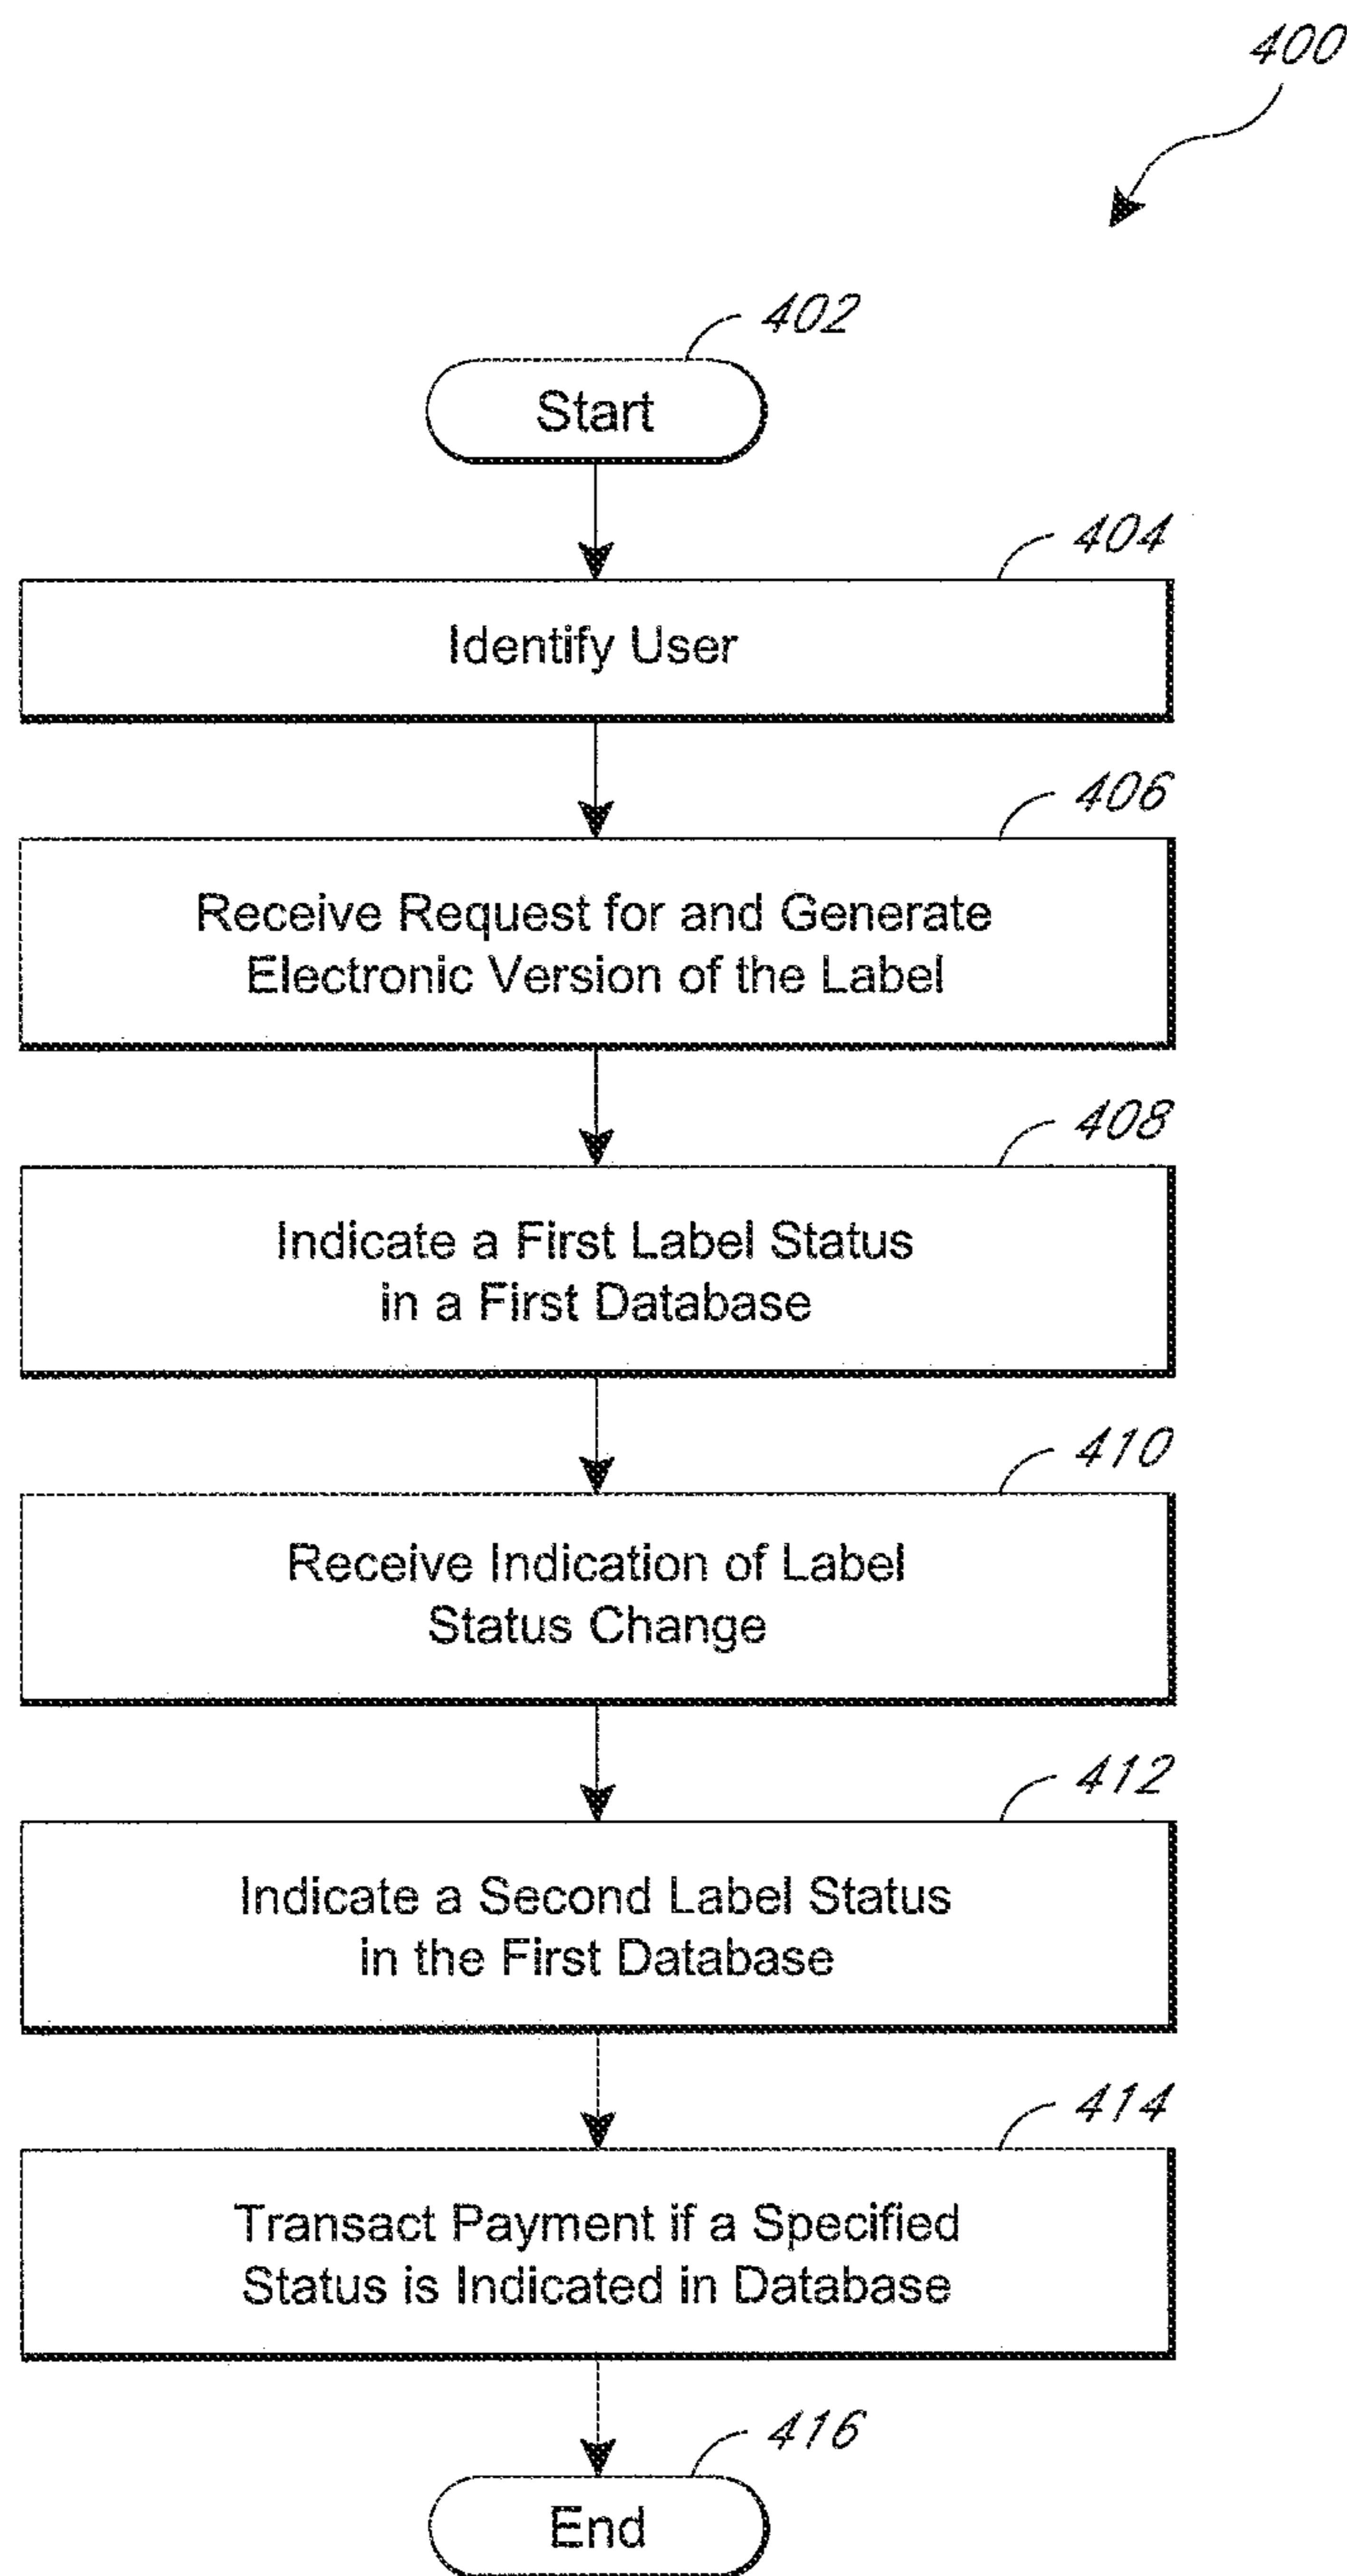 400
402
Start
404
Identify User
406
Receive Request for and Generate
Electronic Version of the Label
408
Indicate a First Label Status
in a First Database
410
Receive Indication of Label
Status Change
412
Indicate a Second Label Status
in the First Database
414
Transact Payment if a Specified
Status is Indicated in Database
416
End